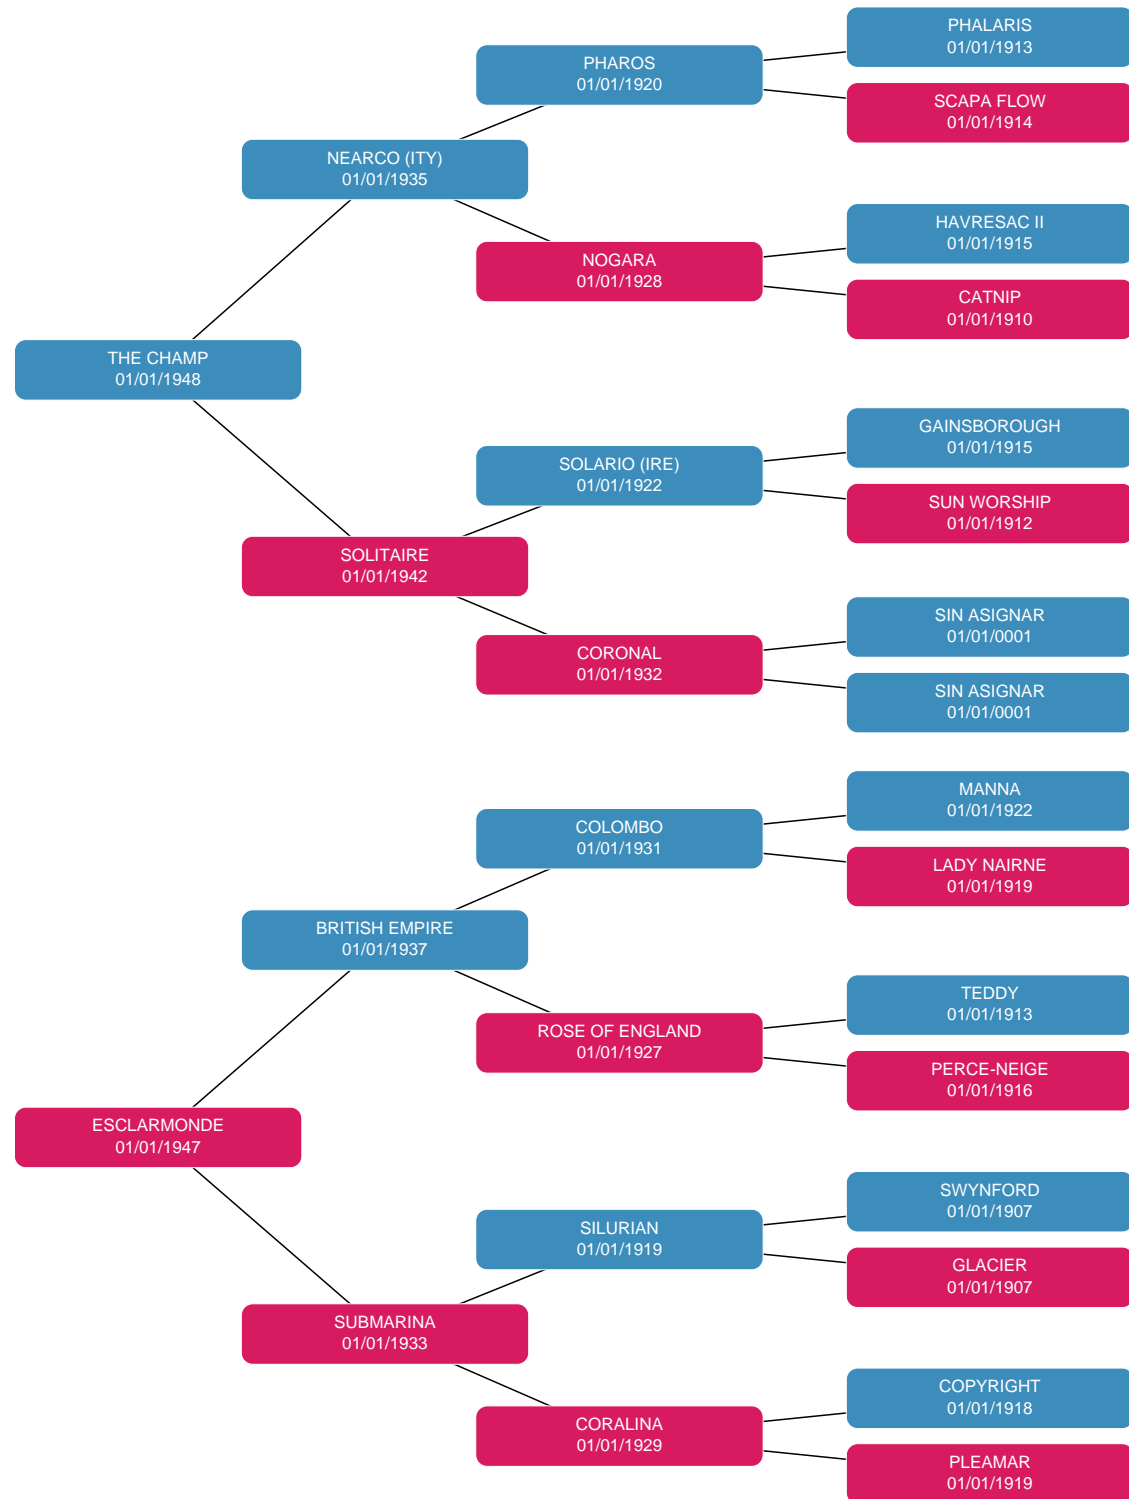 PHALARIS
01/01/1913
PHAROS
01/01/1920
SCAPA FLOW
01/01/1914
NEARCO (ITY)
01/01/1935
HAVRESAC II
01/01/1915
NOGARA
01/01/1928
CATNIP
01/01/1910
THE CHAMP
01/01/1948
GAINSBOROUGH
01/01/1915
SOLARIO (IRE)
01/01/1922
SUN WORSHIP
01/01/1912
SOLITAIRE
01/01/1942
SIN ASIGNAR
01/01/0001
CORONAL
01/01/1932
SIN ASIGNAR
01/01/0001
MANNA
01/01/1922
COLOMBO
01/01/1931
LADY NAIRNE
01/01/1919
BRITISH EMPIRE
01/01/1937
TEDDY
01/01/1913
ROSE OF ENGLAND
01/01/1927
PERCE-NEIGE
01/01/1916
ESCLARMONDE
01/01/1947
SWYNFORD
01/01/1907
SILURIAN
01/01/1919
GLACIER
01/01/1907
SUBMARINA
01/01/1933
COPYRIGHT
01/01/1918
CORALINA
01/01/1929
PLEAMAR
01/01/1919